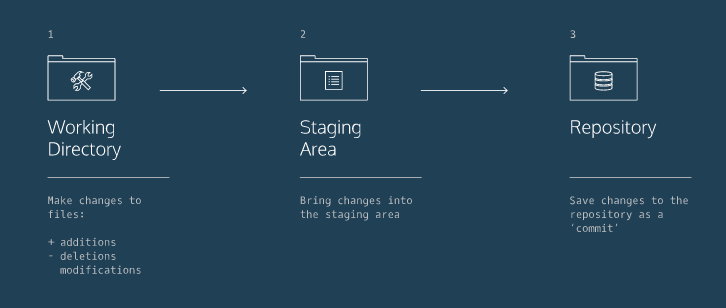 1
Working
Directory
Make changes to
files:
+ additions
- deletions
modifications
2
Staging
Area
Bring changes into
the staging area
3
Repository
Save changes to the
repository as a
‘commit’